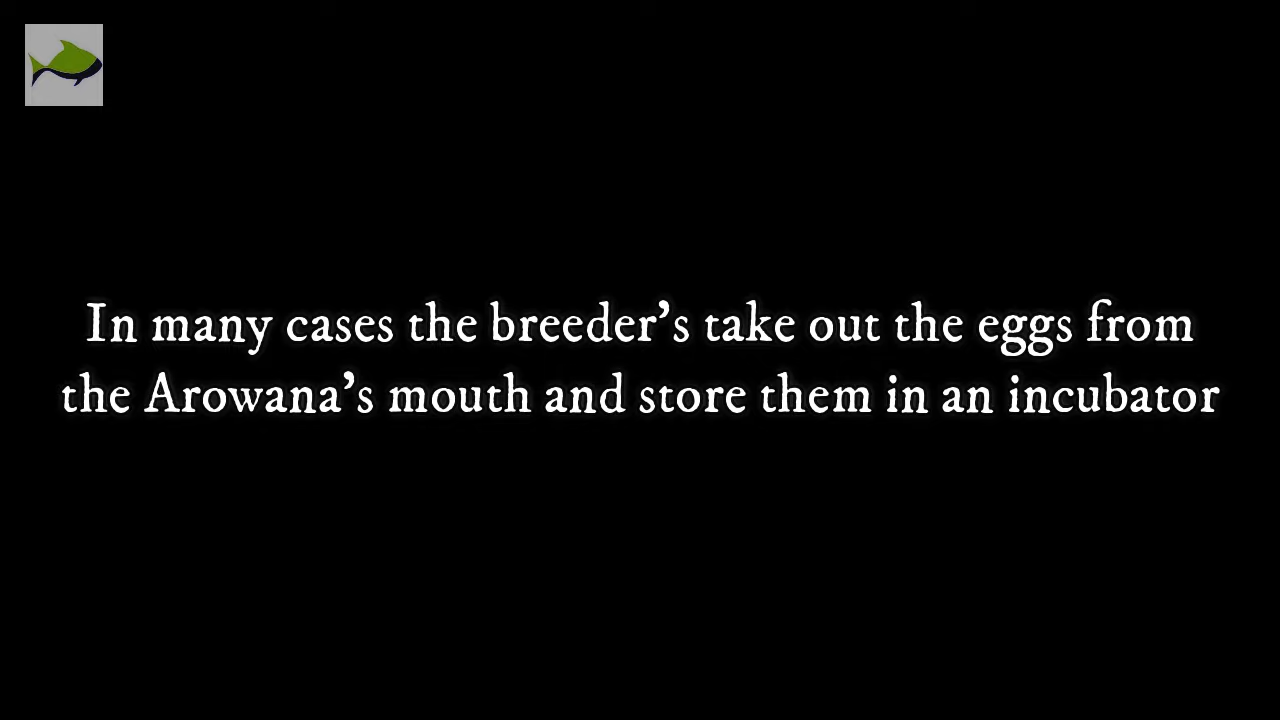 In many cases the breeder’s take out the eggs from
the Arowana’s mouth and store them in an incubator